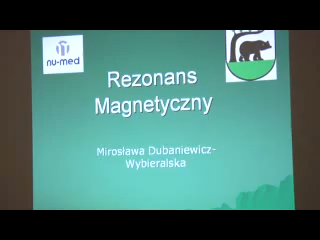 nu-med
Rezonans
Magnetyczny
Mirosława Dubaniewicz-
Wybieralska